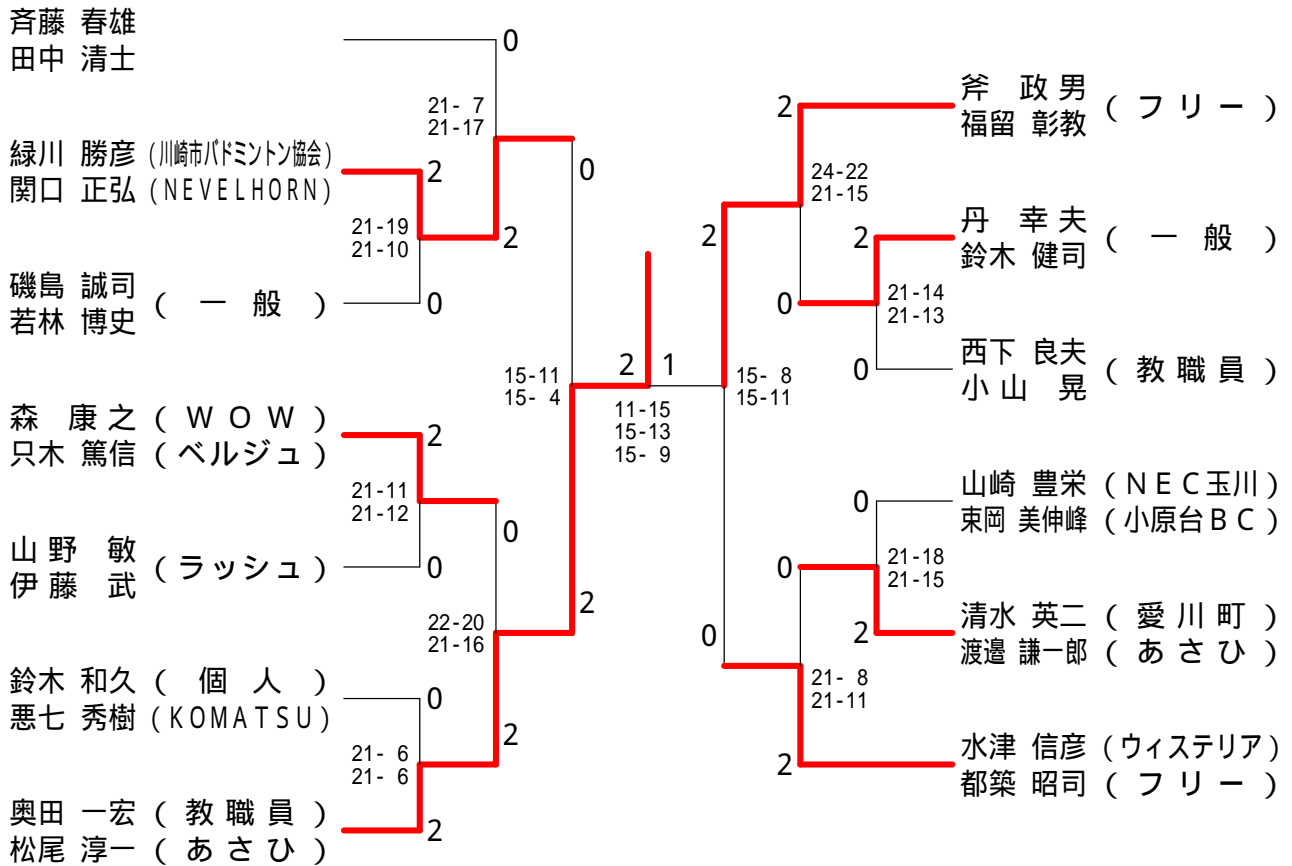 斉藤 春雄
田中 清士
0
21- 7
21-17
緑川 勝彦 (川崎市バドミントン協会)
関口 正弘 (NEVELHORN)
2
0
21-19
21-10
2
磯島 誠司
若林 博史
( 一 般 )
0
15-11
15- 4
森 康之 ( W O W )
只木 篤信 ( ベルジュ )
2
21-11
21-12
0
山野 敏
伊藤 武
( ラッシュ )
0
22-20
21-16
2
鈴木 和久 ( 個 人 )
悪七 秀樹 (KOMATSU)
0
21- 6
21- 6
2
奥田 一宏 ( 教職員 )
松尾 淳一 ( あさひ )
2
2 1
11-15
15-13
15- 9
斧 政男
福留 彰教
( フリー )
2
24-22
21-15
2
丹 幸夫
鈴木 健司
( 一 般 )
2
0
21-14
21-13
西下 良夫
小山 晃
( 教職員 )
0
15- 8
15-11
山崎 豊栄 (NEC玉川)
束岡 美伸峰 (小原台BC)
0
21-18
21-15
0
清水 英二 ( 愛川町 )
渡邉 謙一郎 ( あさひ )
2
0
21- 8
21-11
水津 信彦 (ウィステリア)
都築 昭司 ( フリー )
2